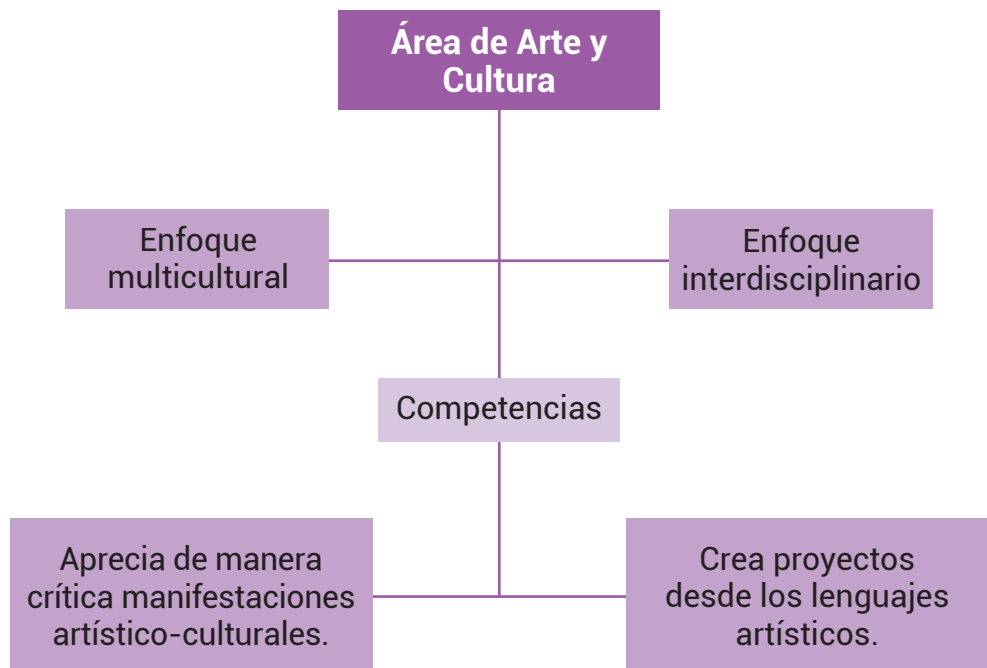 Área de Arte y
Cultura
Enfoque
multicultural
Enfoque
interdisciplinario
Competencias
Aprecia de manera
crítica manifestaciones
artístico-culturales.
Crea proyectos
desde los lenguajes
artísticos.